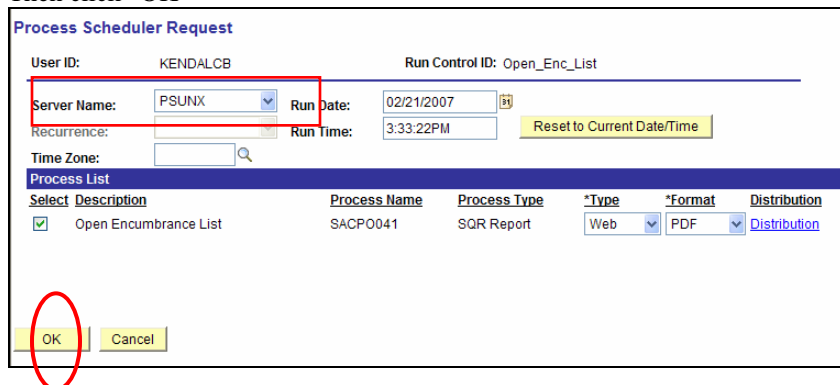 Process Scheduler Request
User ID: KENDALCB Run Control ID: Open_Enc_List
Server Name: PSUNX Run Date: 02/21/2007
Recurrence: Run Time: 3:33:22PM Reset to Current Date/Time
Time Zone:
Process List
Select Description Process Name Process Type *Type *Format Distribution
Open Encumbrance List SACPO041 SQR Report Web PDF Distribution
OK Cancel